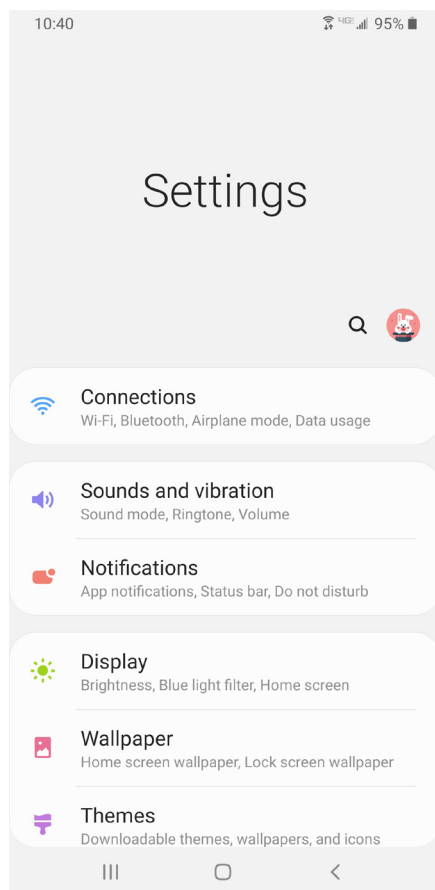 10:40
4GE 95%
Settings
Connections
Wi-Fi, Bluetooth, Airplane mode, Data usage
Sounds and vibration
Sound mode, Ringtone, Volume
Notifications
App notifications, Status bar, Do not disturb
Display
Brightness, Blue light filter, Home screen
Wallpaper
Home screen wallpaper, Lock screen wallpaper
Themes
Downloadable themes, wallpapers, and icons